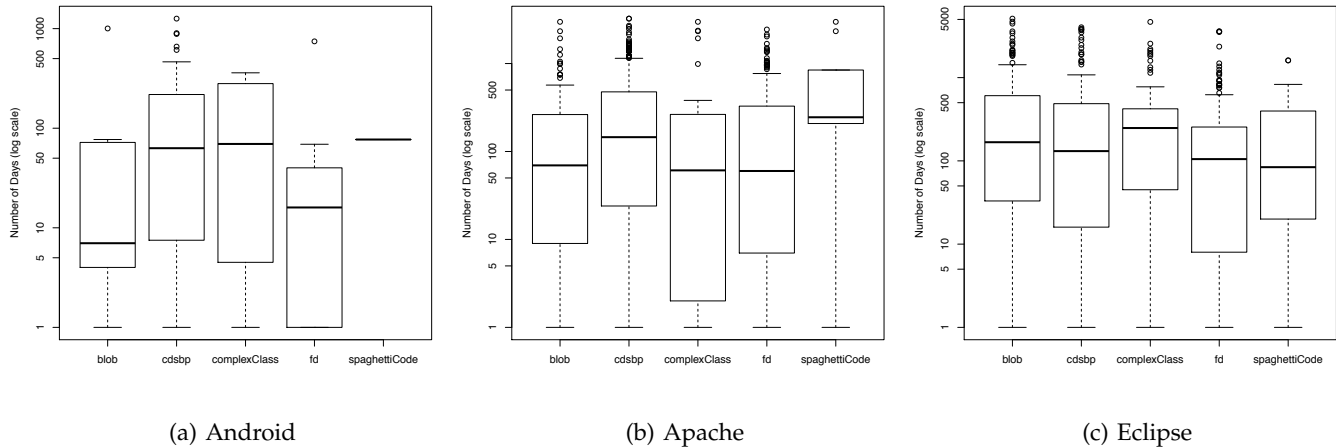 Number of Days (log scale)
1000
500
100
50
10
5
1
blob cdsbp complexClass fd spaghettiCode
(a) Android
Number of Days (log scale)
500
100
50
10
5
1
blob cdsbp complexClass fd spaghettiCode
(b) Apache
Number of Days (log scale)
5000
500
100
50
10
5
1
blob cdsbp complexClass fd spaghettiCode
(c) Eclipse